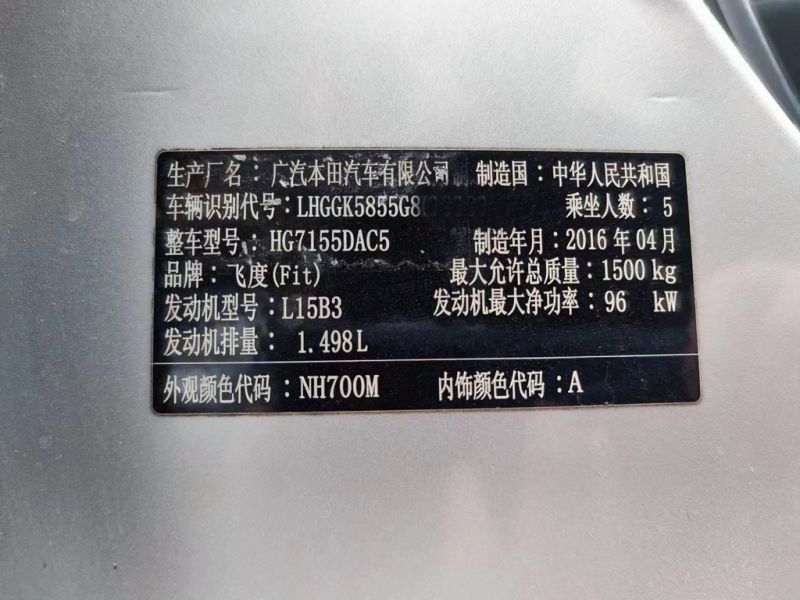 生产厂名：广汽本田汽车有限公司 制造国：中华人民共和国
车辆识别代号：LHGGK5855G8 乘坐人数：5
整车型号：HG7155DAC5 制造年月：2016年04月
品牌：飞度(Fit) 最大允许总质量：1500 kg
发动机型号：L15B3 发动机最大净功率：96 kW
发动机排量：1.498L
外观颜色代码：NH700M 内饰颜色代码：A